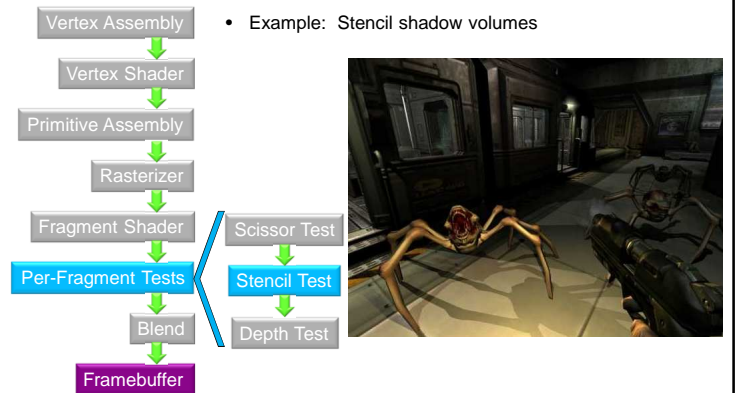 Vertex Assembly
• Example: Stencil shadow volumes
Vertex Shader
Primitive Assembly
Rasterizer
Fragment Shader
Scissor Test
Per-Fragment Tests
Stencil Test
Blend
Depth Test
Framebuffer